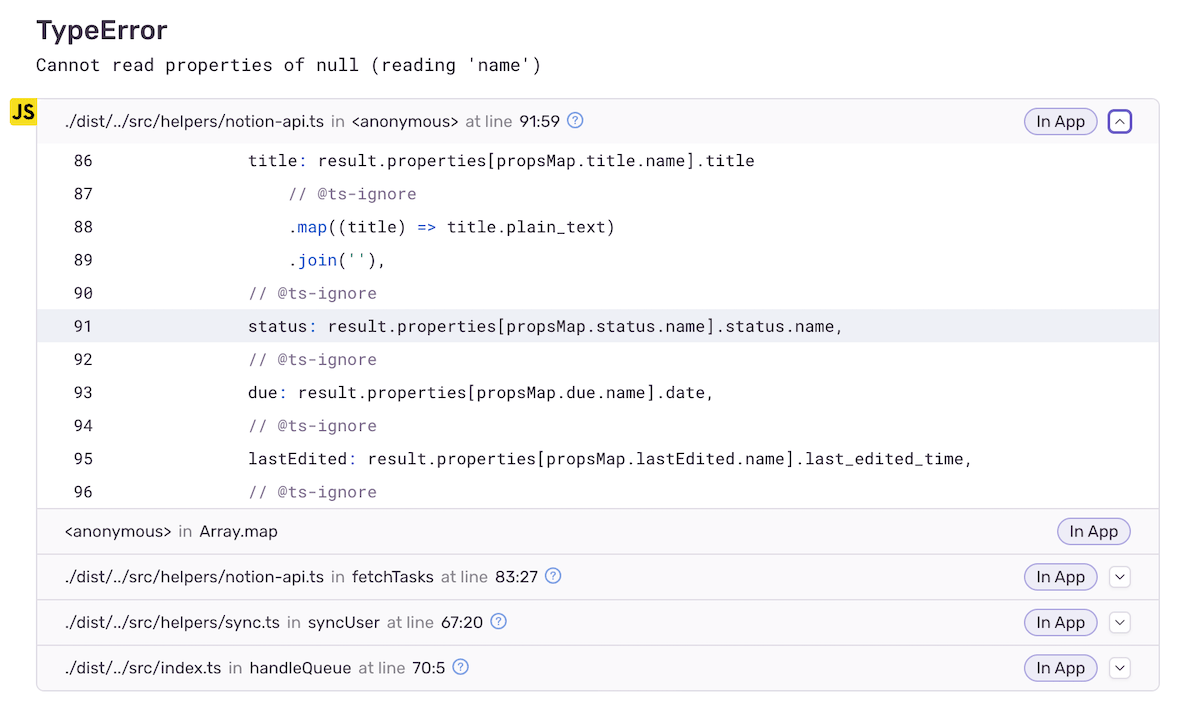 TypeError
Cannot read properties of null (reading 'name')
JS
./dist/../src/helpers/notion-api.ts in <anonymous> at line 91:59 ? In App
86 title: result.properties[propsMap.title.name].title
87 // @ts-ignore
88 .map((title) => title.plain_text)
89 .join(''),
90 // @ts-ignore
91 status: result.properties[propsMap.status.name].status.name,
92 // @ts-ignore
93 due: result.properties[propsMap.due.name].date,
94 // @ts-ignore
95 lastEdited: result.properties[propsMap.lastEdited.name].last_edited_time,
96 // @ts-ignore
<anonymous> in Array.map In App
./dist/../src/helpers/notion-api.ts in fetchTasks at line 83:27 ? In App
./dist/../src/helpers/sync.ts in syncUser at line 67:20 ? In App
./dist/../src/index.ts in handleQueue at line 70:5 ? In App